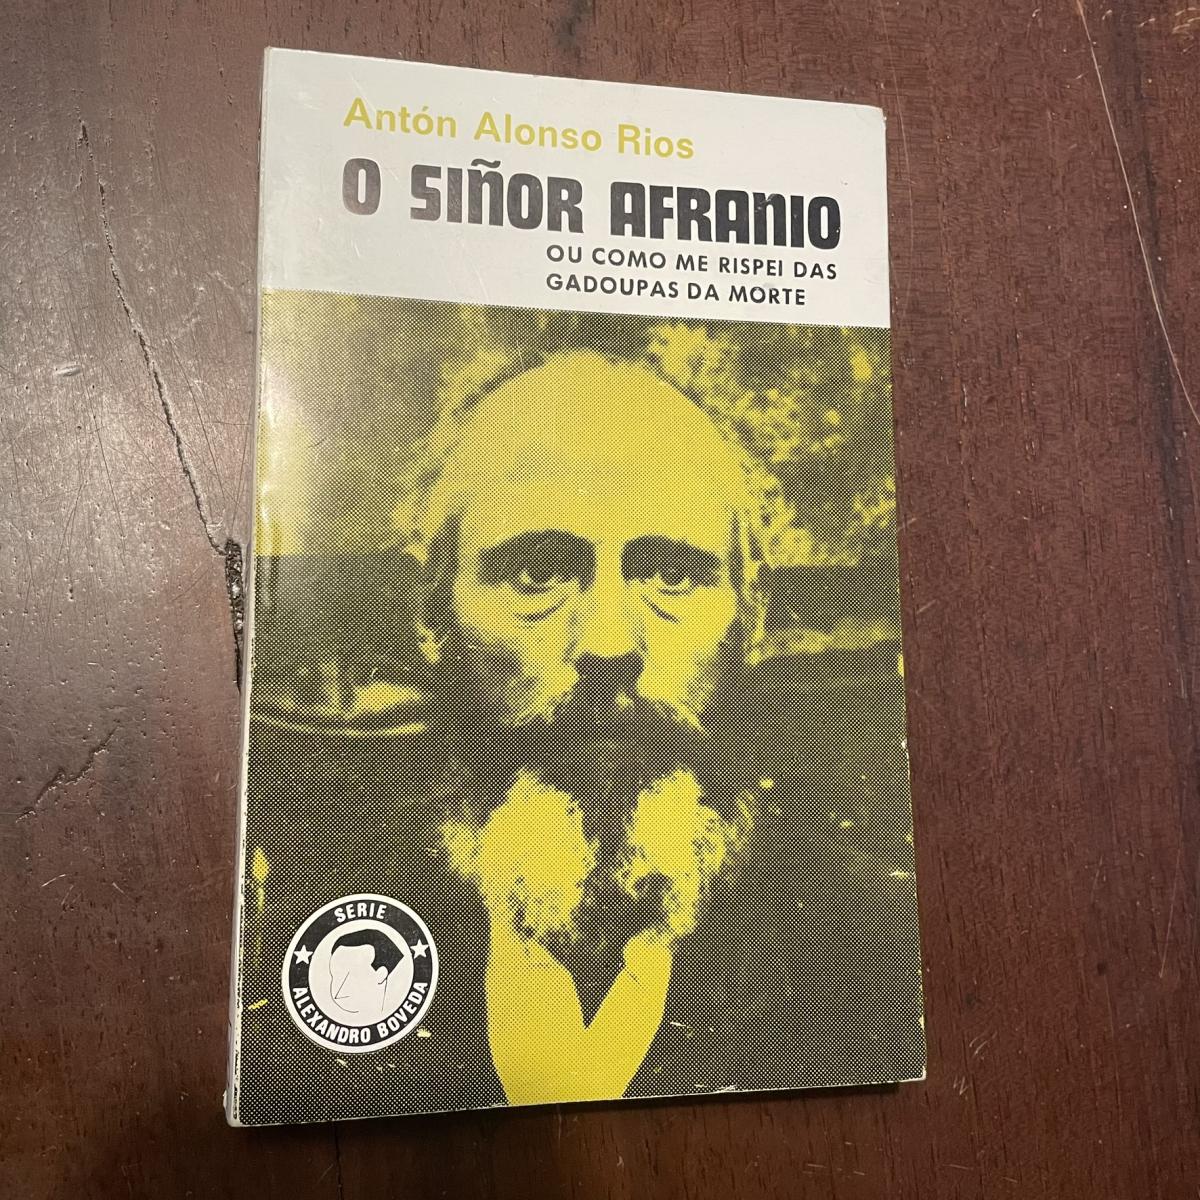 Antón Alonso Rios
O SIÑOR AFRANIO
OU COMO ME RISPEI DAS
GADOUPAS DA MORTE
SERIE
ALEXANDRO BOVEDA